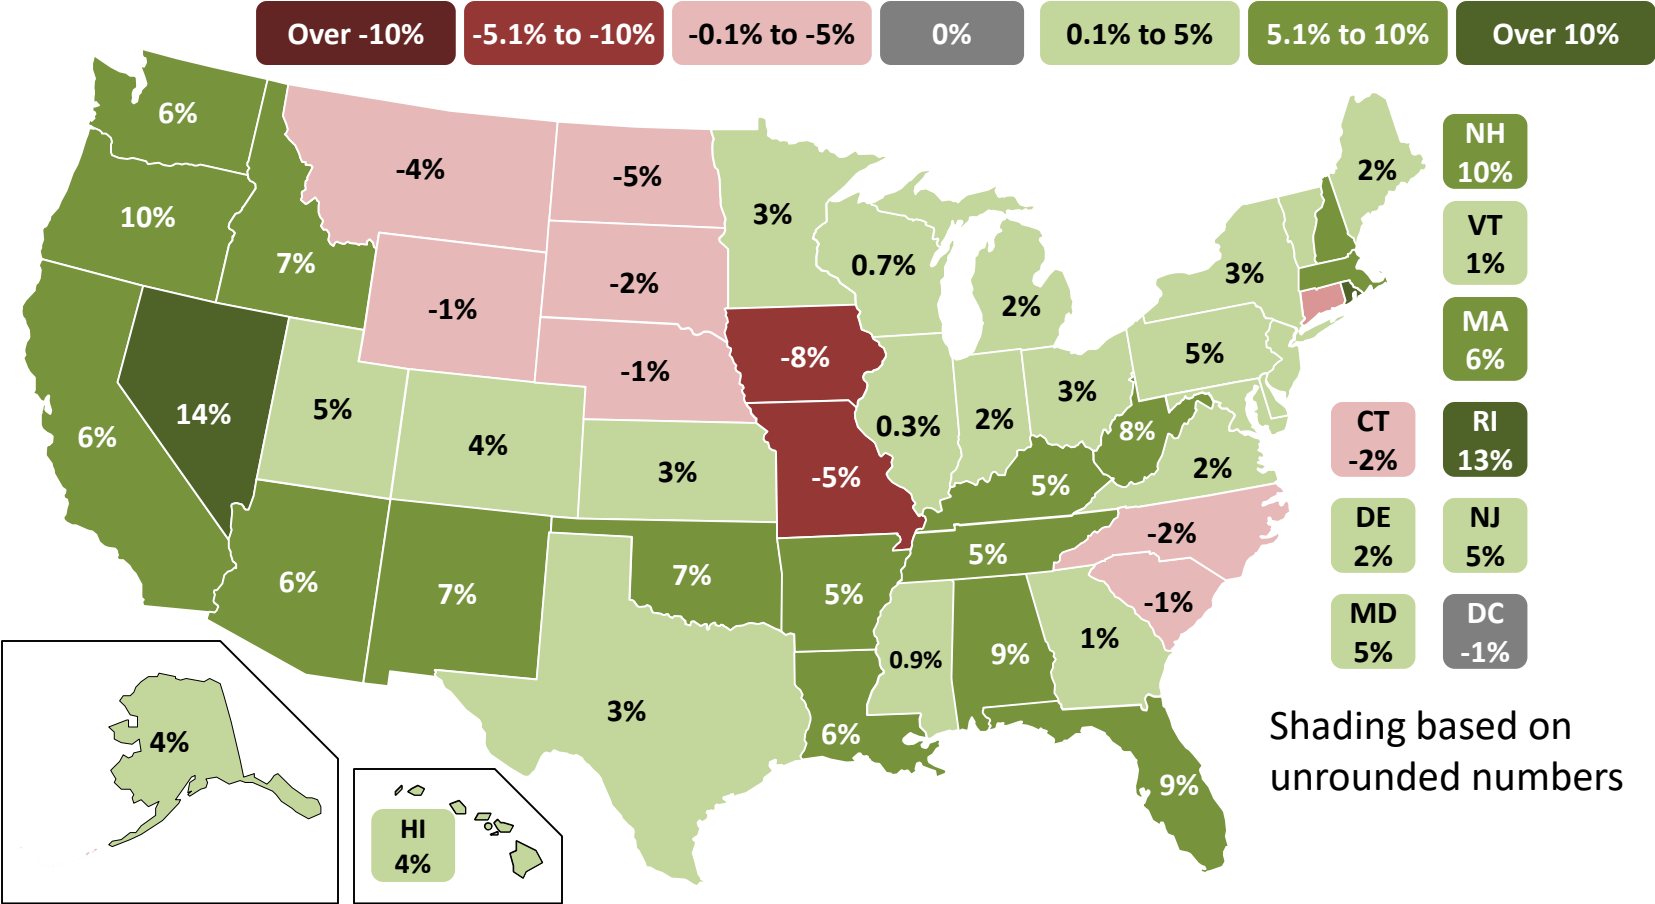 Over -10%
-5.1% to -10%
-0.1% to -5%
0%
0.1% to 5%
5.1% to 10%
Over 10%
6%
-4%
-5%
2%
NH
10%
10%
3%
VT
1%
7%
-2%
0.7%
3%
-1%
2%
MA
6%
-8%
5%
-1%
3%
14%
5%
6%
4%
0.3%
2%
8%
CT
-2%
RI
13%
3%
-5%
5%
2%
DE
2%
NJ
5%
-2%
5%
6%
7%
7%
5%
-1%
MD
5%
DC
-1%
0.9%
9%
1%
3%
6%
Shading based on
unrounded numbers
4%
9%
HI
4%